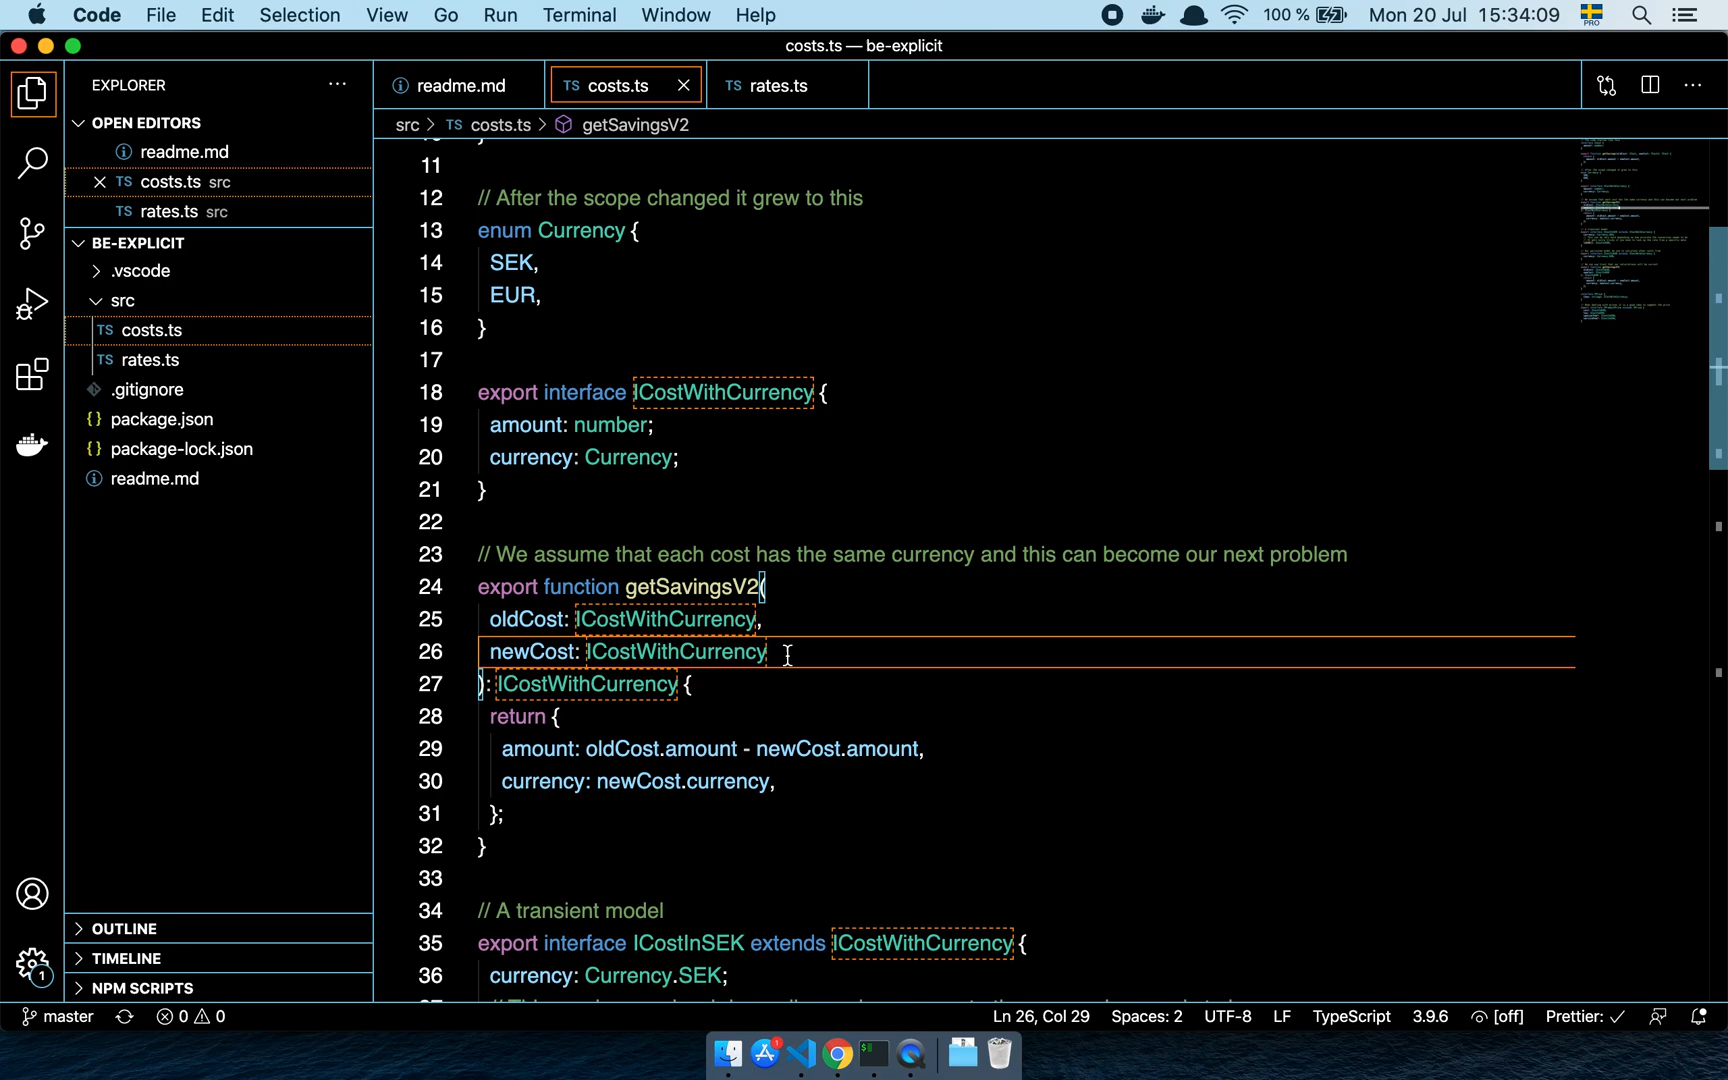 Code File Edit Selection View Go Run Terminal Window Help 100 % Mon 20 Jul 15:34:09 PRO
costs.ts — be-explicit
EXPLORER
OPEN EDITORS
readme.md
TS costs.ts src
TS rates.ts src
BE-EXPLICIT
.vscode
src
TS costs.ts
TS rates.ts
.gitignore
{} package.json
{} package-lock.json
readme.md
OUTLINE
TIMELINE
NPM SCRIPTS
1
readme.md TS costs.ts TS rates.ts
src > TS costs.ts > getSavingsV2
11
12 // After the scope changed it grew to this
13 enum Currency {
14 SEK,
15 EUR,
16 }
17
18 export interface ICostWithCurrency {
19 amount: number;
20 currency: Currency;
21 }
22
23 // We assume that each cost has the same currency and this can become our next problem
24 export function getSavingsV2(
25 oldCost: ICostWithCurrency,
26 newCost: ICostWithCurrency
27 ): ICostWithCurrency {
28 return {
29 amount: oldCost.amount - newCost.amount,
30 currency: newCost.currency,
31 };
32 }
33
34 // A transient model
35 export interface ICostInSEK extends ICostWithCurrency {
36 currency: Currency.SEK;
master 0 0 Ln 26, Col 29 Spaces: 2 UTF-8 LF TypeScript 3.9.6 [off] Prettier: ✓
1